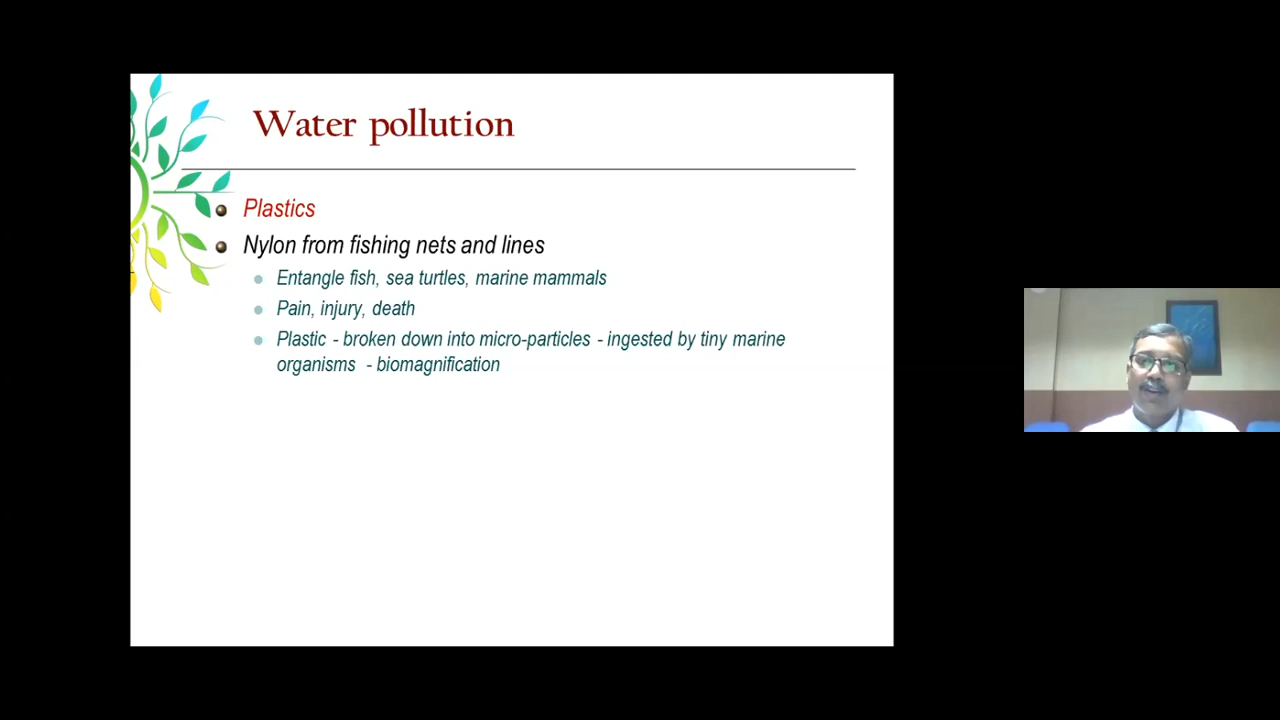 Water pollution
Plastics
Nylon from fishing nets and lines
Entangle fish, sea turtles, marine mammals
Pain, injury, death
Plastic - broken down into micro-particles - ingested by tiny marine
organisms - biomagnification